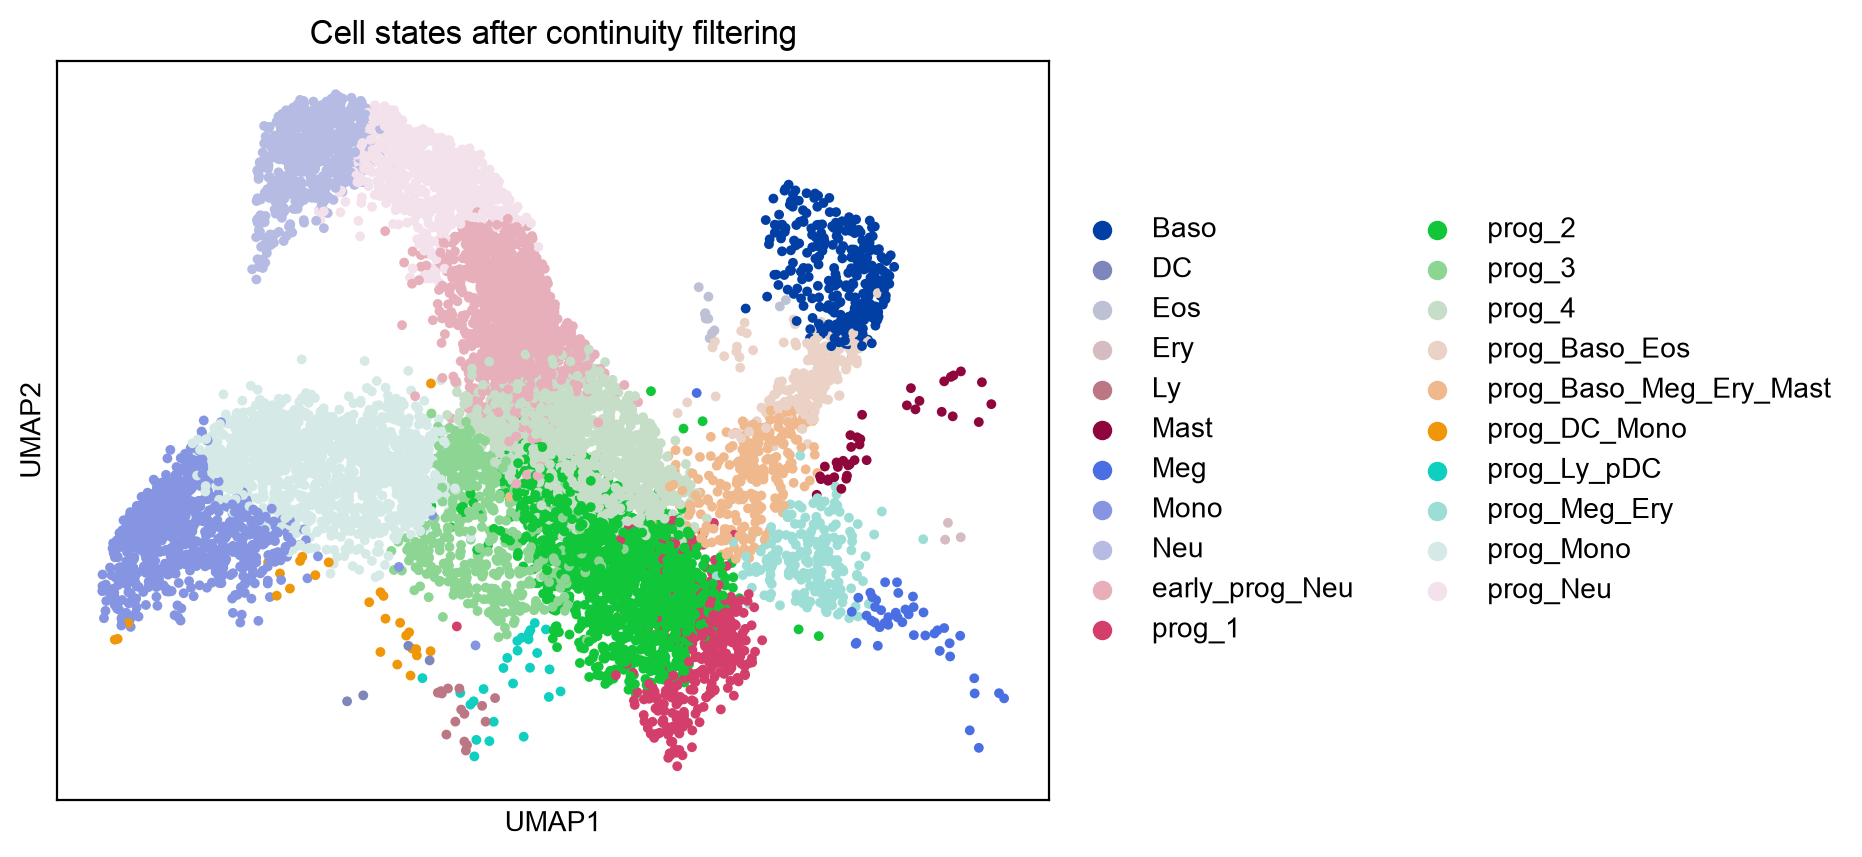 Cell states after continuity filtering
UMAP2
UMAP1
Baso
DC
Eos
Ery
Ly
Mast
Meg
Mono
Neu
early_prog_Neu
prog_1
prog_2
prog_3
prog_4
prog_Baso_Eos
prog_Baso_Meg_Ery_Mast
prog_DC_Mono
prog_Ly_pDC
prog_Meg_Ery
prog_Mono
prog_Neu